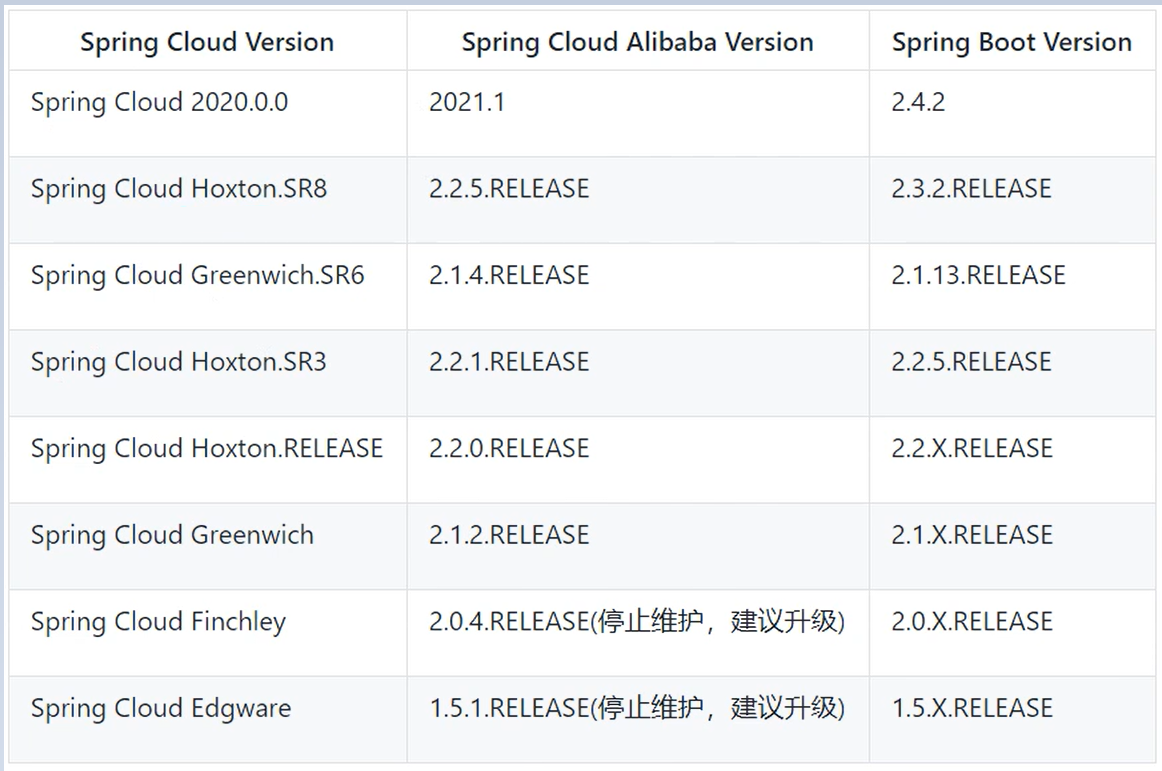 Spring Cloud Version Spring Cloud Alibaba Version Spring Boot Version
Spring Cloud 2020.0.0 2021.1 2.4.2
Spring Cloud Hoxton.SR8 2.2.5.RELEASE 2.3.2.RELEASE
Spring Cloud Greenwich.SR6 2.1.4.RELEASE 2.1.13.RELEASE
Spring Cloud Hoxton.SR3 2.2.1.RELEASE 2.2.5.RELEASE
Spring Cloud Hoxton.RELEASE 2.2.0.RELEASE 2.2.X.RELEASE
Spring Cloud Greenwich 2.1.2.RELEASE 2.1.X.RELEASE
Spring Cloud Finchley 2.0.4.RELEASE(停止维护，建议升级) 2.0.X.RELEASE
Spring Cloud Edgware 1.5.1.RELEASE(停止维护，建议升级) 1.5.X.RELEASE